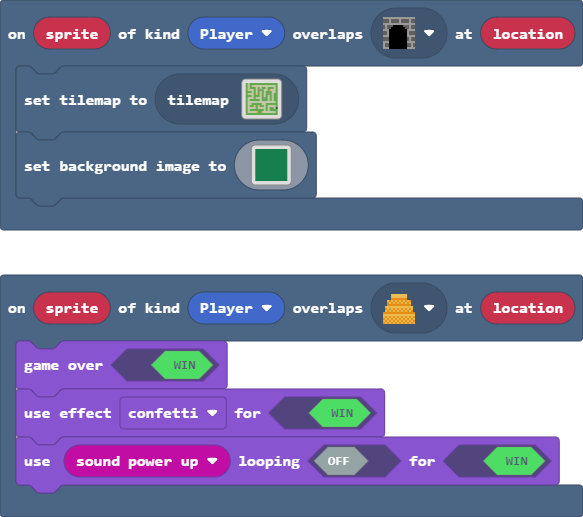 on sprite of kind Player overlaps at location
set tilemap to tilemap
set background image to
on sprite of kind Player overlaps at location
game over WIN
use effect confetti for WIN
use sound power up looping OFF for WIN